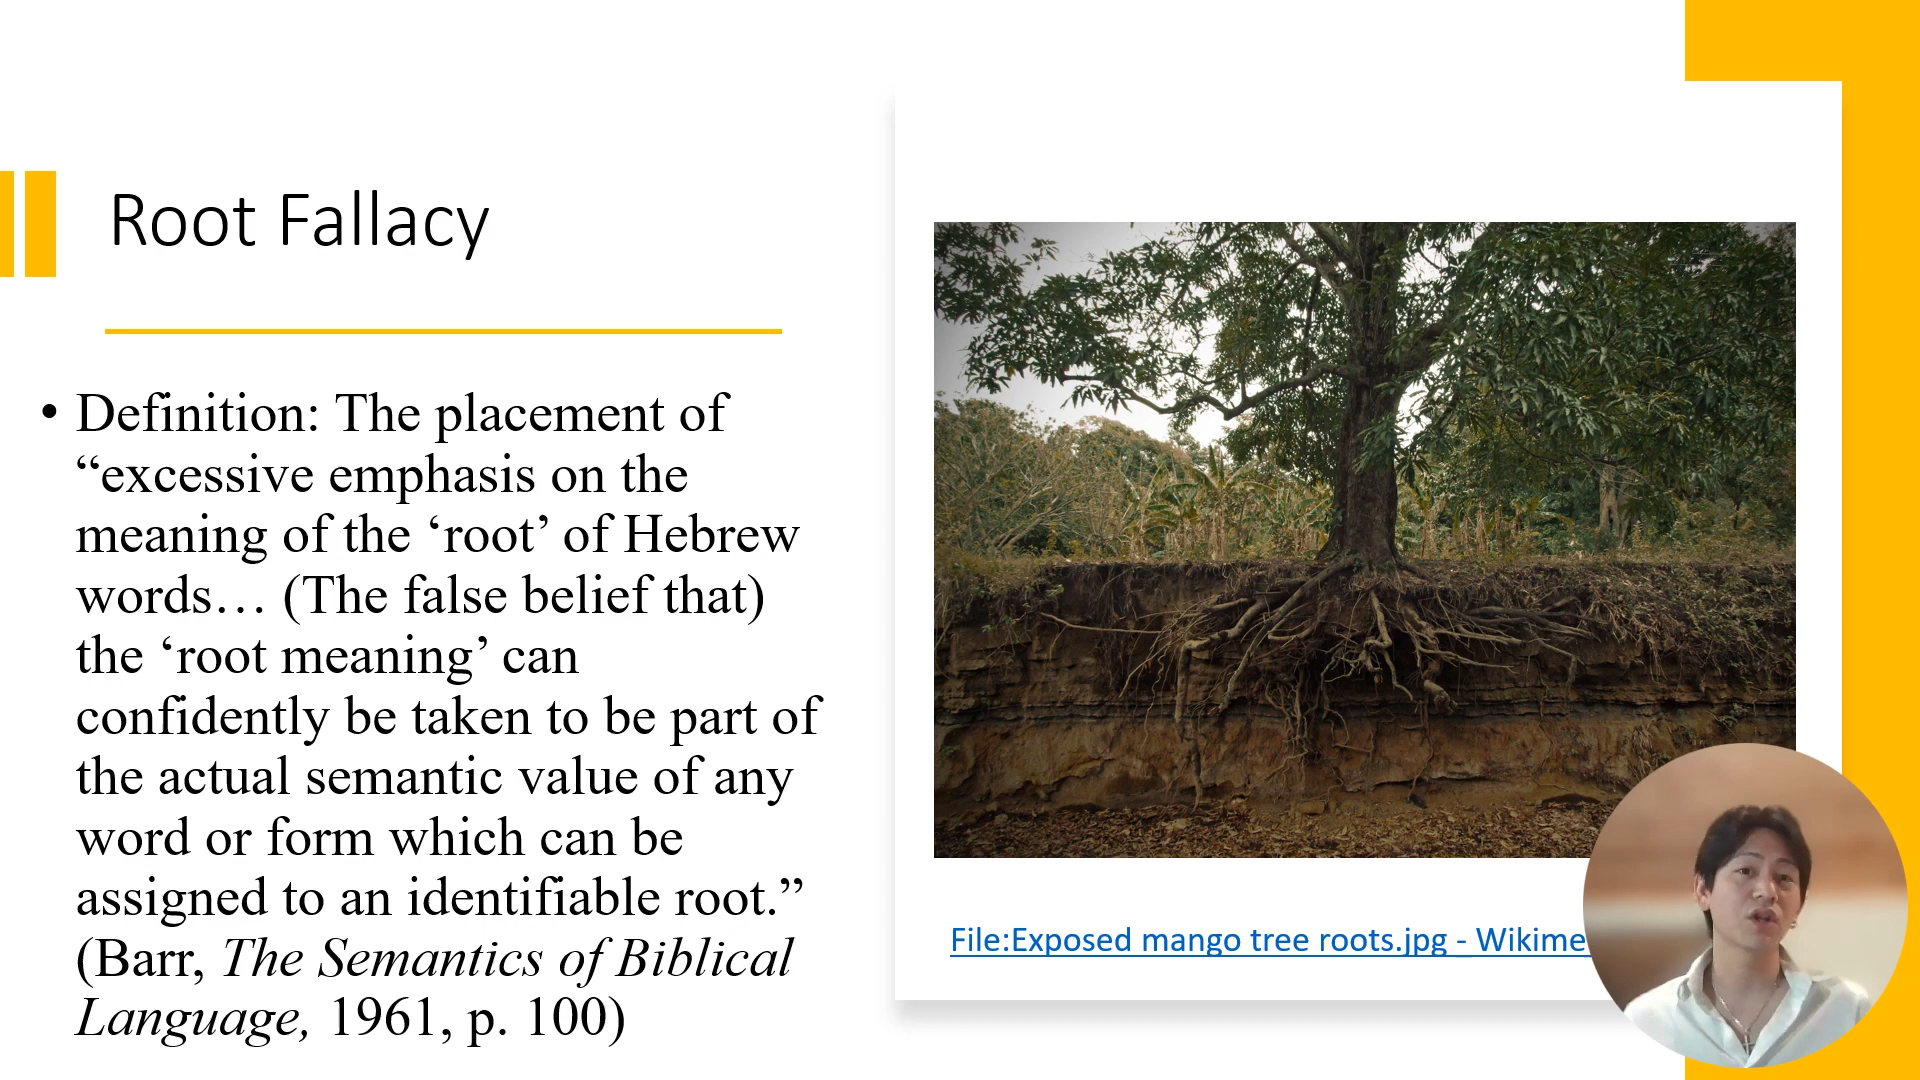 Root Fallacy
• Definition: The placement of
“excessive emphasis on the
meaning of the ‘root’ of Hebrew
words… (The false belief that)
the ‘root meaning’ can
confidently be taken to be part of
the actual semantic value of any
word or form which can be
assigned to an identifiable root.”
(Barr, The Semantics of Biblical
Language, 1961, p. 100)
File:Exposed mango tree roots.jpg - Wikime